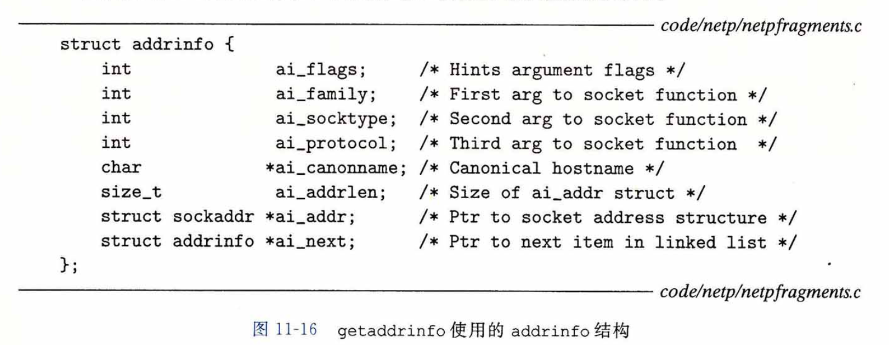 code/netp/netpfragments.c
struct addrinfo {
    int             ai_flags;     /* Hints argument flags */
    int             ai_family;    /* First arg to socket function */
    int             ai_socktype;  /* Second arg to socket function */
    int             ai_protocol;  /* Third arg to socket function  */
    char            *ai_canonname; /* Canonical hostname */
    size_t          ai_addrlen;   /* Size of ai_addr struct */
    struct sockaddr *ai_addr;     /* Ptr to socket address structure */
    struct addrinfo *ai_next;     /* Ptr to next item in linked list */
};
code/netp/netpfragments.c
图 11-16 getaddrinfo 使用的 addrinfo 结构